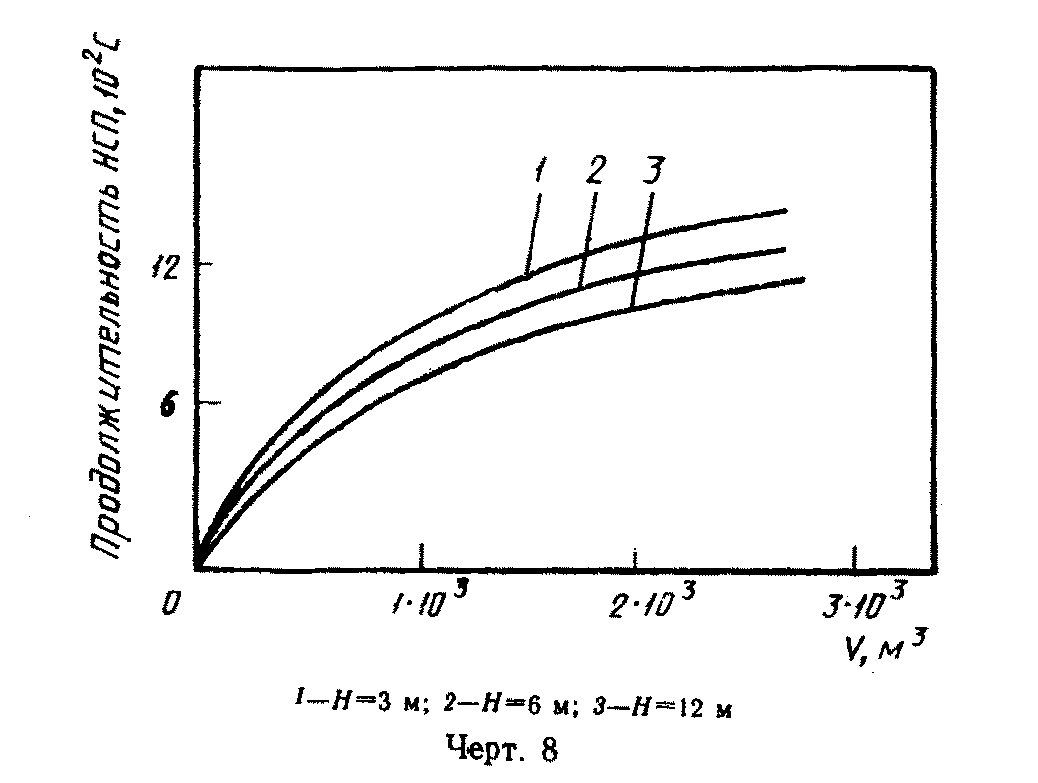 Продолжительность НСП, 10²С
1 2 3
12
6
0 1·10³ 2·10³ 3·10³
V, м³
1—H=3 м; 2—H=6 м; 3—H=12 м
Черт. 8